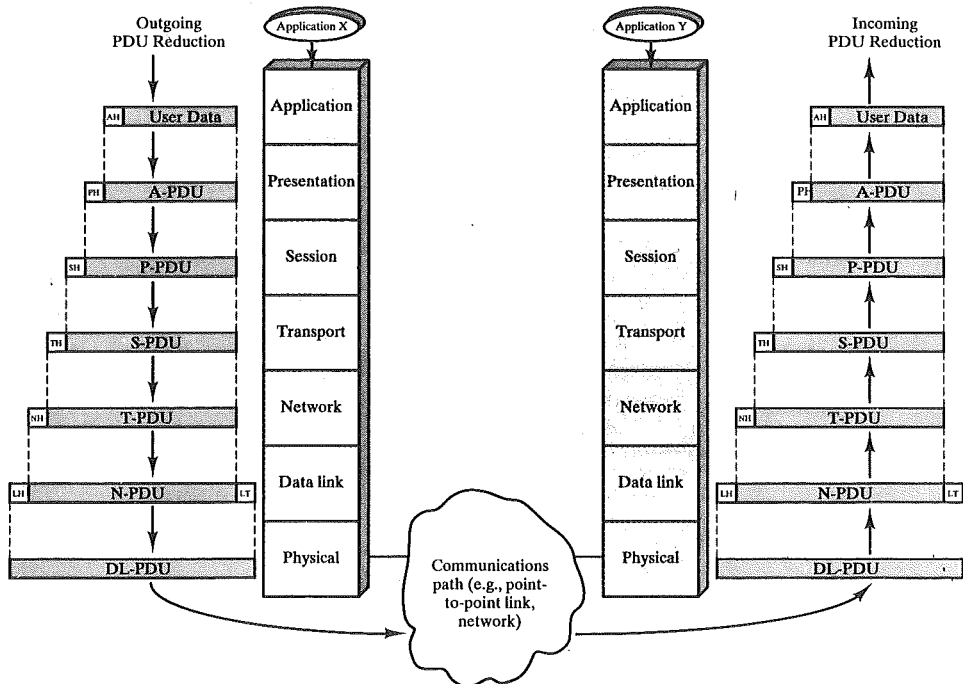 Outgoing
PDU Reduction
AH User Data
PH A-PDU
SH P-PDU
TH S-PDU
NH T-PDU
LH N-PDU LT
DL-PDU
Application X
Application
Presentation
Session
Transport
Network
Data link
Physical
Communications
path (e.g., point-
to-point link,
network)
Application Y
Application
Presentation
Session
Transport
Network
Data link
Physical
Incoming
PDU Reduction
AH User Data
PH A-PDU
SH P-PDU
TH S-PDU
NH T-PDU
LH N-PDU LT
DL-PDU